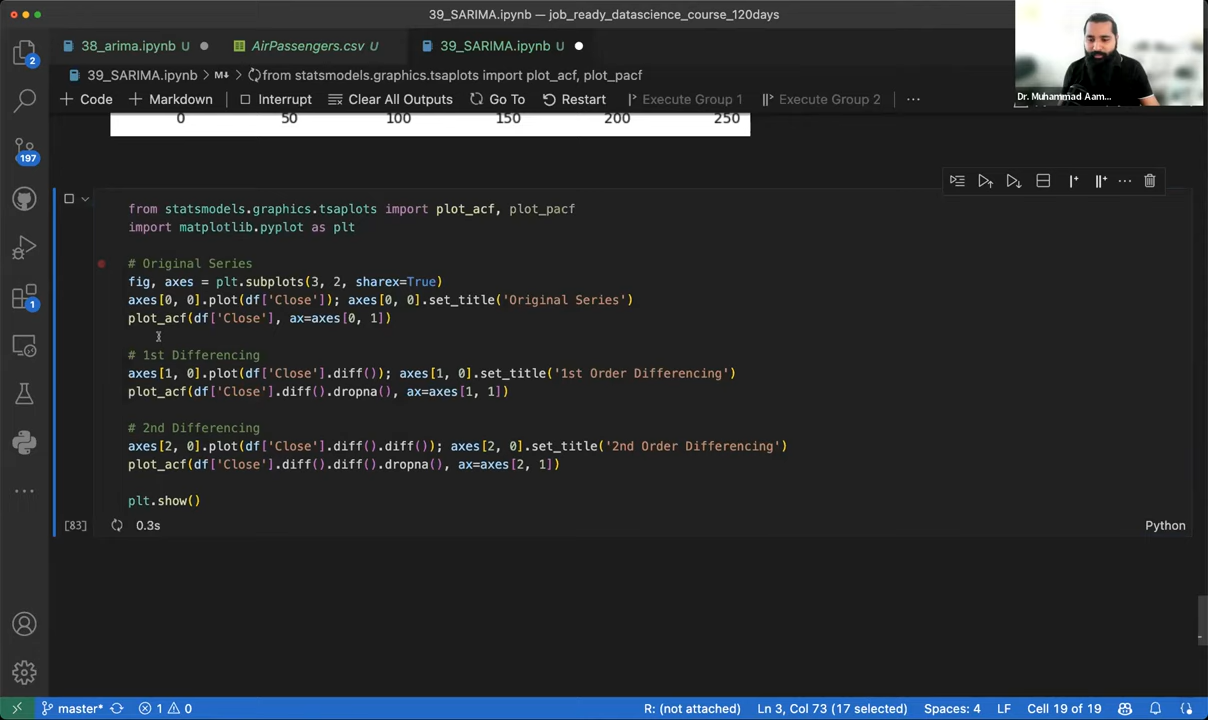 39_SARIMA.ipynb — job_ready_datascience_course_120days
38_arima.ipynb U
AirPassengers.csv U
39_SARIMA.ipynb U
39_SARIMA.ipynb > M↓ > from statsmodels.graphics.tsaplots import plot_acf, plot_pacf
+ Code + Markdown Interrupt Clear All Outputs Go To Restart Execute Group 1 Execute Group 2 ...
Dr. Muhammad Aam...
2
197
1
0 50 100 150 200 250
from statsmodels.graphics.tsaplots import plot_acf, plot_pacf
import matplotlib.pyplot as plt
# Original Series
fig, axes = plt.subplots(3, 2, sharex=True)
axes[0, 0].plot(df['Close']); axes[0, 0].set_title('Original Series')
plot_acf(df['Close'], ax=axes[0, 1])
# 1st Differencing
axes[1, 0].plot(df['Close'].diff()); axes[1, 0].set_title('1st Order Differencing')
plot_acf(df['Close'].diff().dropna(), ax=axes[1, 1])
# 2nd Differencing
axes[2, 0].plot(df['Close'].diff().diff()); axes[2, 0].set_title('2nd Order Differencing')
plot_acf(df['Close'].diff().diff().dropna(), ax=axes[2, 1])
plt.show()
[83] 0.3s Python
master* 1 0 R: (not attached) Ln 3, Col 73 (17 selected) Spaces: 4 LF Cell 19 of 19